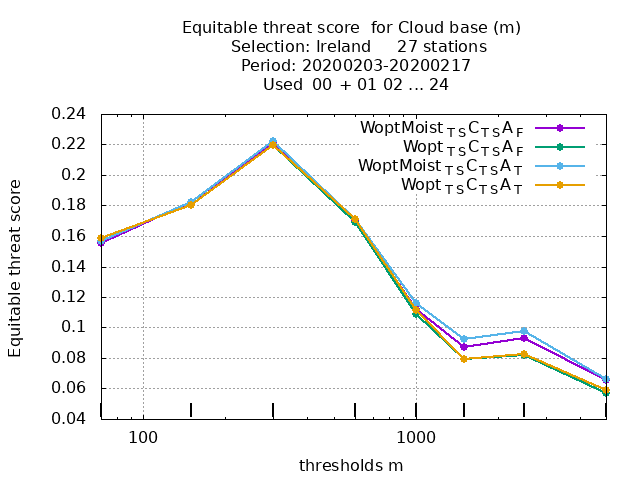 Equitable threat score  for Cloud base (m)
Selection: Ireland     27 stations
Period: 20200203-20200217
Used  00 + 01 02 ... 24
WoptMoist TS C TS A F
Wopt TS C TS A F
WoptMoist TS C TS A T
Wopt TS C TS A T
0.24
0.22
0.2
0.18
0.16
0.14
0.12
0.1
0.08
0.06
0.04
Equitable threat score
100
1000
thresholds m